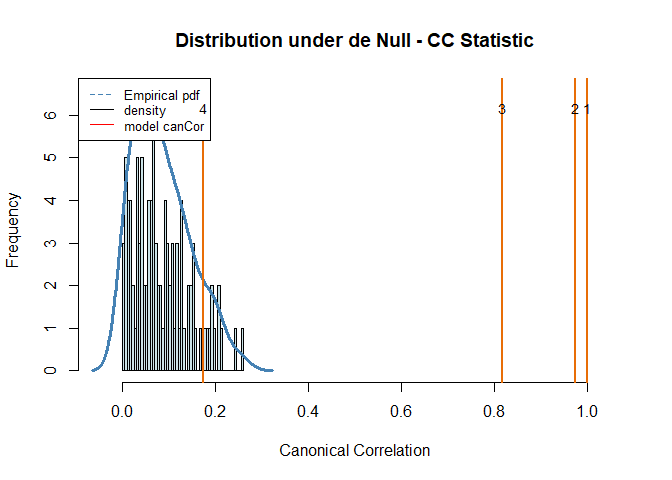 Distribution under de Null - CC Statistic
Empirical pdf
density
model canCor
4
3
2
1
Frequency
6
5
4
3
2
1
0
0.0
0.2
0.4
0.6
0.8
1.0
Canonical Correlation